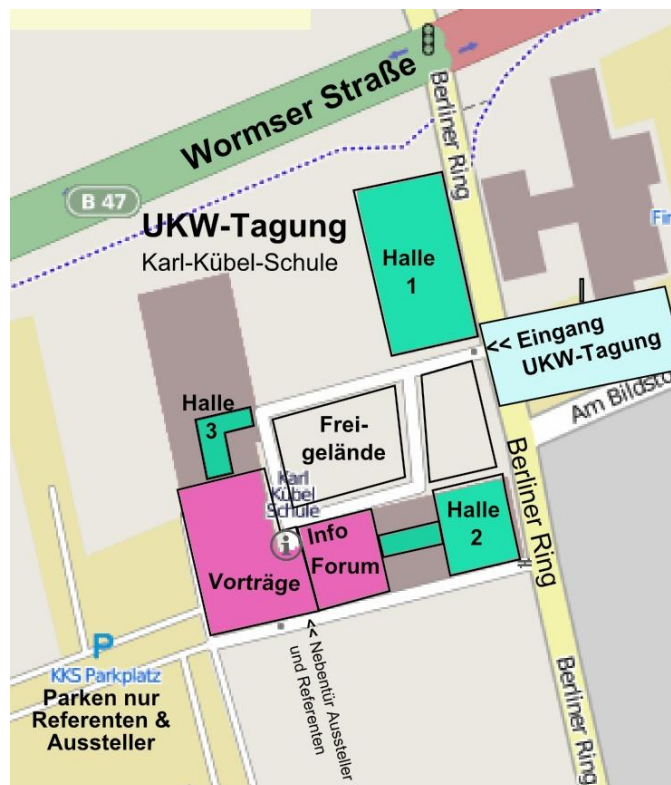 Wormser Straße
B 47
Berliner Ring
UKW-Tagung
Karl-Kübel-Schule
Halle
1
<< Eingang
UKW-Tagung
Halle
3
Frei-
gelände
Karl
Kübel
Schule
Berliner Ring
Halle
2
Info
Forum
Vorträge
P
KKS Parkplatz
Parken nur
Referenten &
Aussteller
<< Nebentür Aussteller
und Referenten
Berliner Ring